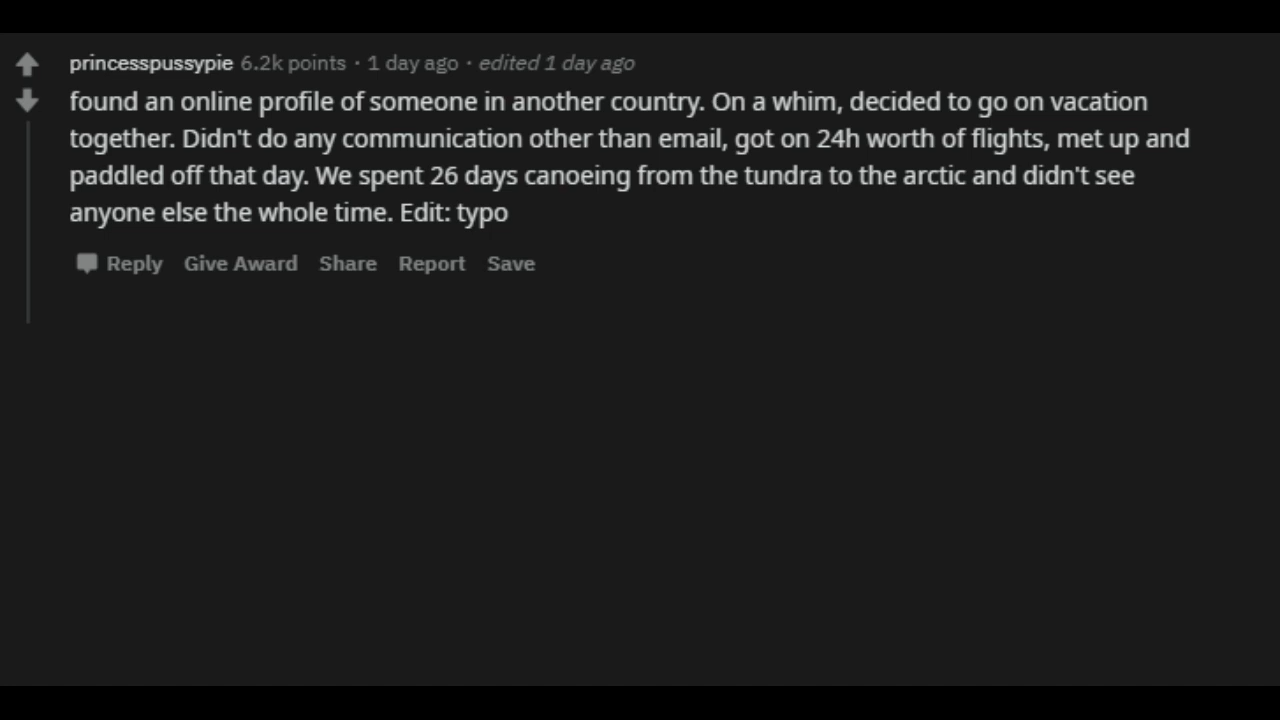 princesspussypie 6.2k points · 1 day ago · edited 1 day ago
found an online profile of someone in another country. On a whim, decided to go on vacation
together. Didn't do any communication other than email, got on 24h worth of flights, met up and
paddled off that day. We spent 26 days canoeing from the tundra to the arctic and didn't see
anyone else the whole time. Edit: typo
Reply Give Award Share Report Save